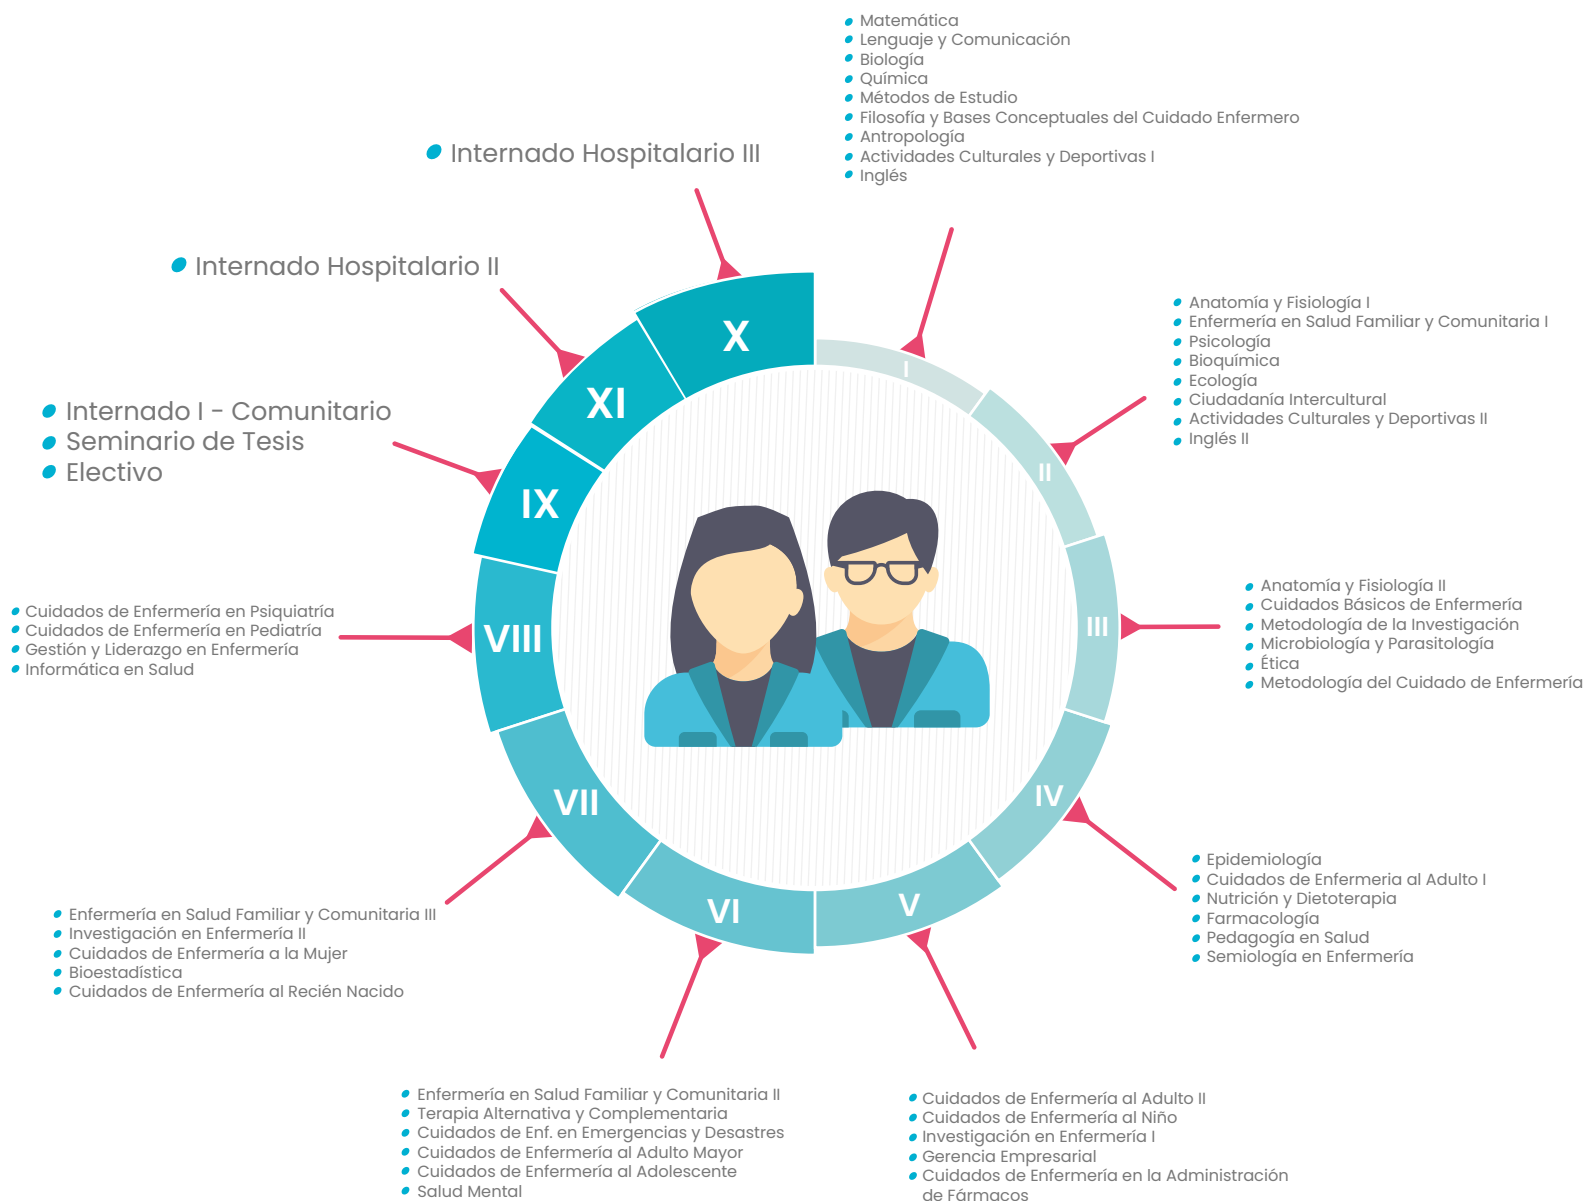 Matemática
Lenguaje y Comunicación
Biología
Química
Métodos de Estudio
Filosofía y Bases Conceptuales del Cuidado Enfermero
Antropología
Actividades Culturales y Deportivas I
Inglés
I
Anatomía y Fisiología I
Enfermería en Salud Familiar y Comunitaria I
Psicología
Bioquímica
Ecología
Ciudadanía Intercultural
Actividades Culturales y Deportivas II
Inglés II
II
Anatomía y Fisiología II
Cuidados Básicos de Enfermería
Metodología de la Investigación
Microbiología y Parasitología
Ética
Metodología del Cuidado de Enfermería
III
Epidemiología
Cuidados de Enfermeria al Adulto I
Nutrición y Dietoterapia
Farmacología
Pedagogía en Salud
Semiología en Enfermería
IV
Cuidados de Enfermería al Adulto II
Cuidados de Enfermería al Niño
Investigación en Enfermería I
Gerencia Empresarial
Cuidados de Enfermería en la Administración
de Fármacos
V
Enfermería en Salud Familiar y Comunitaria II
Terapia Alternativa y Complementaria
Cuidados de Enf. en Emergencias y Desastres
Cuidados de Enfermería al Adulto Mayor
Cuidados de Enfermería al Adolescente
Salud Mental
VI
Enfermería en Salud Familiar y Comunitaria III
Investigación en Enfermería II
Cuidados de Enfermería a la Mujer
Bioestadística
Cuidados de Enfermería al Recién Nacido
VII
Cuidados de Enfermería en Psiquiatría
Cuidados de Enfermería en Pediatría
Gestión y Liderazgo en Enfermería
Informática en Salud
VIII
Internado I - Comunitario
Seminario de Tesis
Electivo
IX
Internado Hospitalario II
XI
Internado Hospitalario III
X